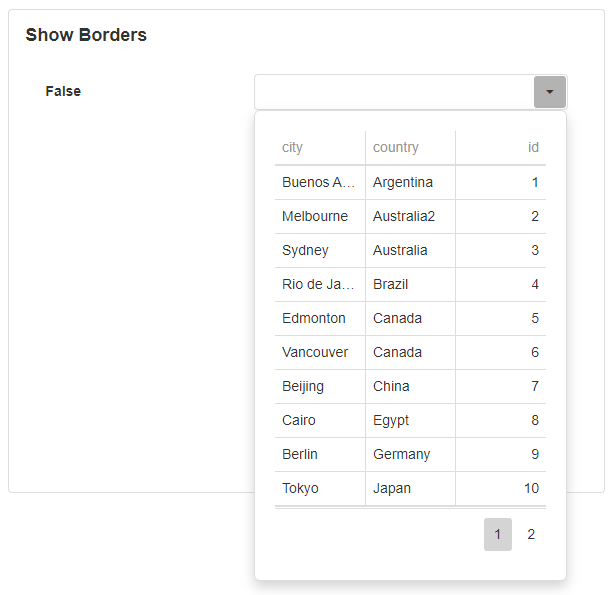 Show Borders
False
city country id
Buenos A... Argentina 1
Melbourne Australia2 2
Sydney Australia 3
Rio de Ja... Brazil 4
Edmonton Canada 5
Vancouver Canada 6
Beijing China 7
Cairo Egypt 8
Berlin Germany 9
Tokyo Japan 10
1 2